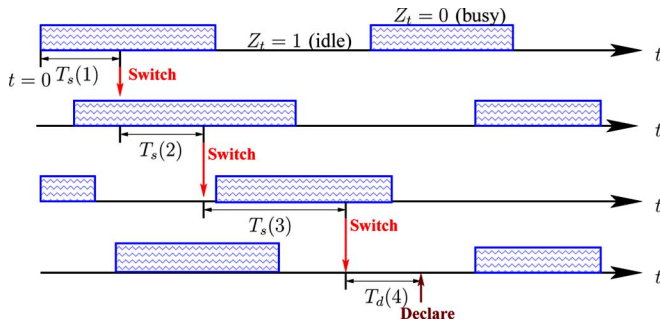 Z_t = 0 (busy)
Z_t = 1 (idle)
t
t = 0 T_s(1) Switch
t
T_s(2) Switch
t
T_s(3) Switch
t
T_d(4)
Declare